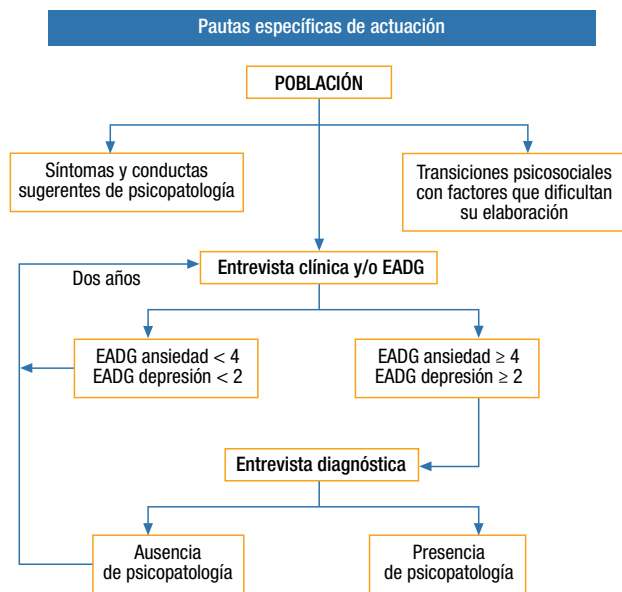 Pautas específicas de actuación
POBLACIÓN
Síntomas y conductas
sugerentes de psicopatología
Transiciones psicosociales
con factores que dificultan
su elaboración
Entrevista clínica y/o EADG
Dos años
EADG ansiedad < 4
EADG depresión < 2
EADG ansiedad ≥ 4
EADG depresión ≥ 2
Entrevista diagnóstica
Ausencia
de psicopatología
Presencia
de psicopatología